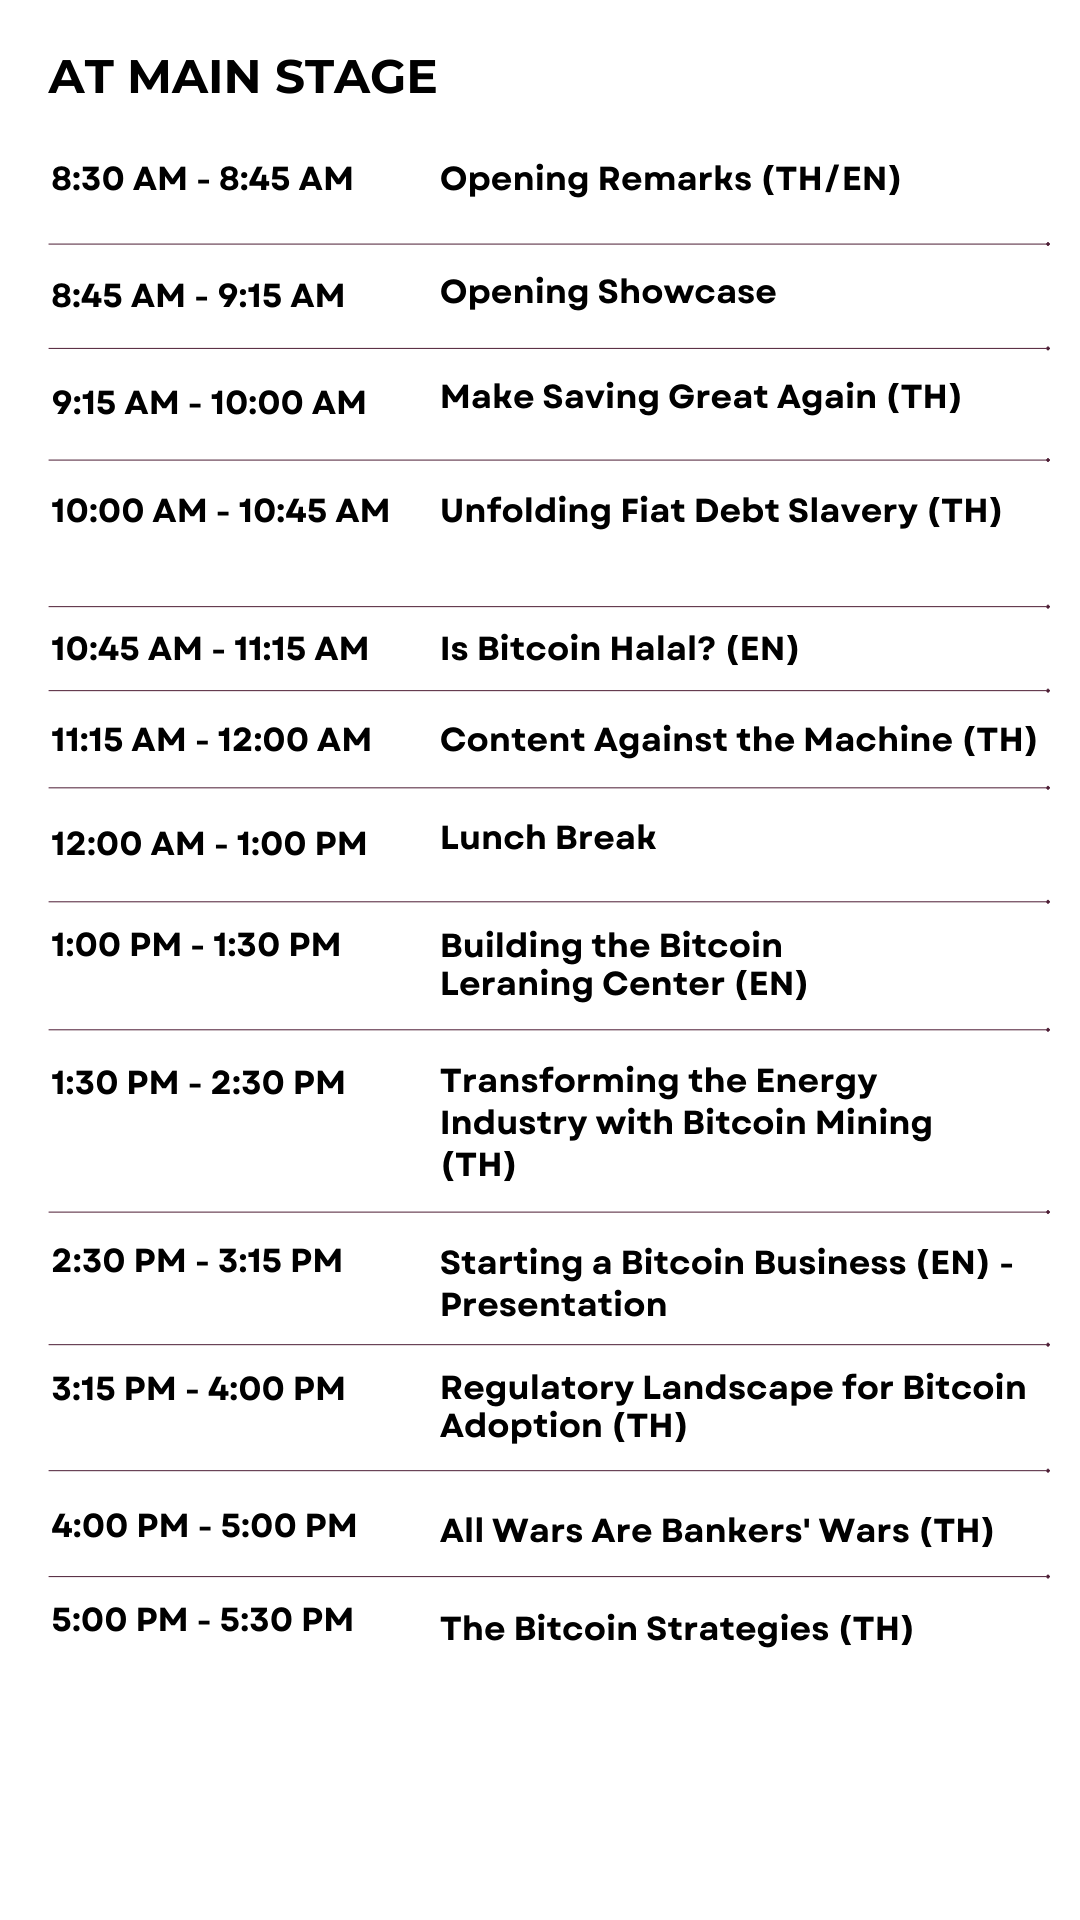 AT MAIN STAGE
8:30 AM - 8:45 AM
Opening Remarks (TH/EN)
8:45 AM - 9:15 AM
Opening Showcase
9:15 AM - 10:00 AM
Make Saving Great Again (TH)
10:00 AM - 10:45 AM
Unfolding Fiat Debt Slavery (TH)
10:45 AM - 11:15 AM
Is Bitcoin Halal? (EN)
11:15 AM - 12:00 AM
Content Against the Machine (TH)
12:00 AM - 1:00 PM
Lunch Break
1:00 PM - 1:30 PM
Building the Bitcoin
Leraning Center (EN)
1:30 PM - 2:30 PM
Transforming the Energy
Industry with Bitcoin Mining
(TH)
2:30 PM - 3:15 PM
Starting a Bitcoin Business (EN) -
Presentation
3:15 PM - 4:00 PM
Regulatory Landscape for Bitcoin
Adoption (TH)
4:00 PM - 5:00 PM
All Wars Are Bankers' Wars (TH)
5:00 PM - 5:30 PM
The Bitcoin Strategies (TH)